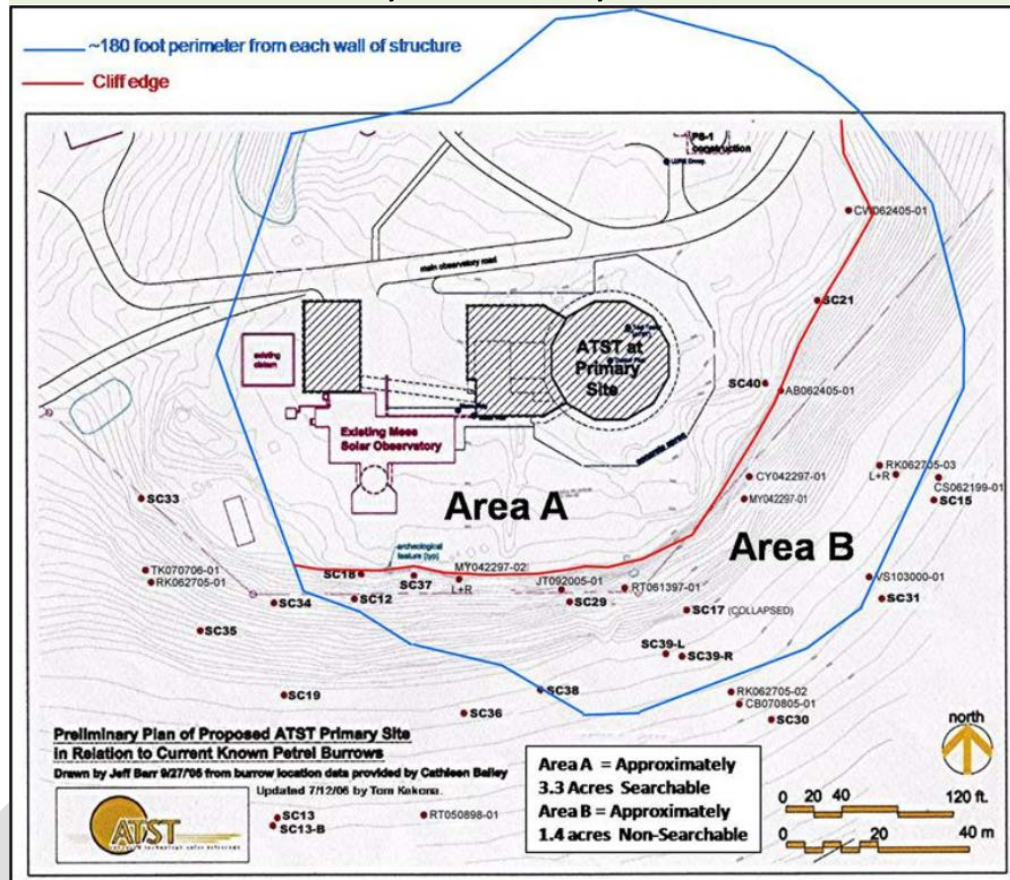 ~180 foot perimeter from each wall of structure
Cliff edge
PS-1
construction
CW062405-01
main observatory road
SC21
existing
ATST at
Primary
Site
SC40
AB062405-01
Existing Mees
Solar Observatory
RK062705-03
L+R
CS062199-01
SC15
CY042297-01
MY042297-01
SC33
Area A
Area B
archeological
feature (typ)
TK070706-01
RK062705-01
SC18
SC37
MY042297-02
L+R
JT092005-01
RT061397-01
VS103000-01
SC31
SC34
SC12
SC29
SC17 (COLLAPSED)
SC35
SC39-L
SC39-R
SC19
SC38
RK062705-02
CB070805-01
SC36
SC30
north
Preliminary Plan of Proposed ATST Primary Site
in Relation to Current Known Petrel Burrows
Drawn by Jeff Barr 9/27/05 from burrow location data provided by Cathleen Bailey
Updated 7/12/06 by Tom Kekona.
Area A = Approximately
3.3 Acres Searchable
Area B = Approximately
1.4 acres Non-Searchable
0 20 40 120 ft.
0 20 40 m
ATST
SC13
SC13-B
RT050898-01